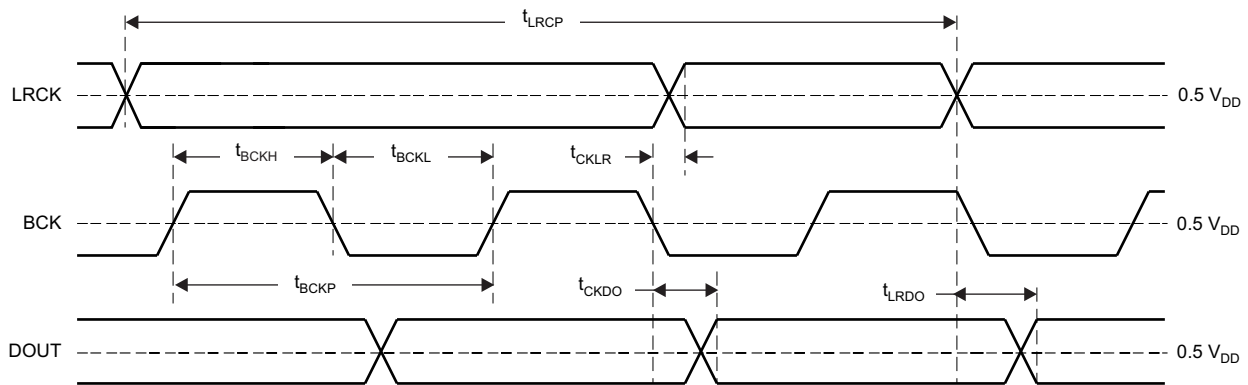 tLRCP
LRCK
0.5 VDD
tBCKH
tBCKL
tCKLR
BCK
0.5 VDD
tBCKP
tCKDO
tLRDO
DOUT
0.5 VDD